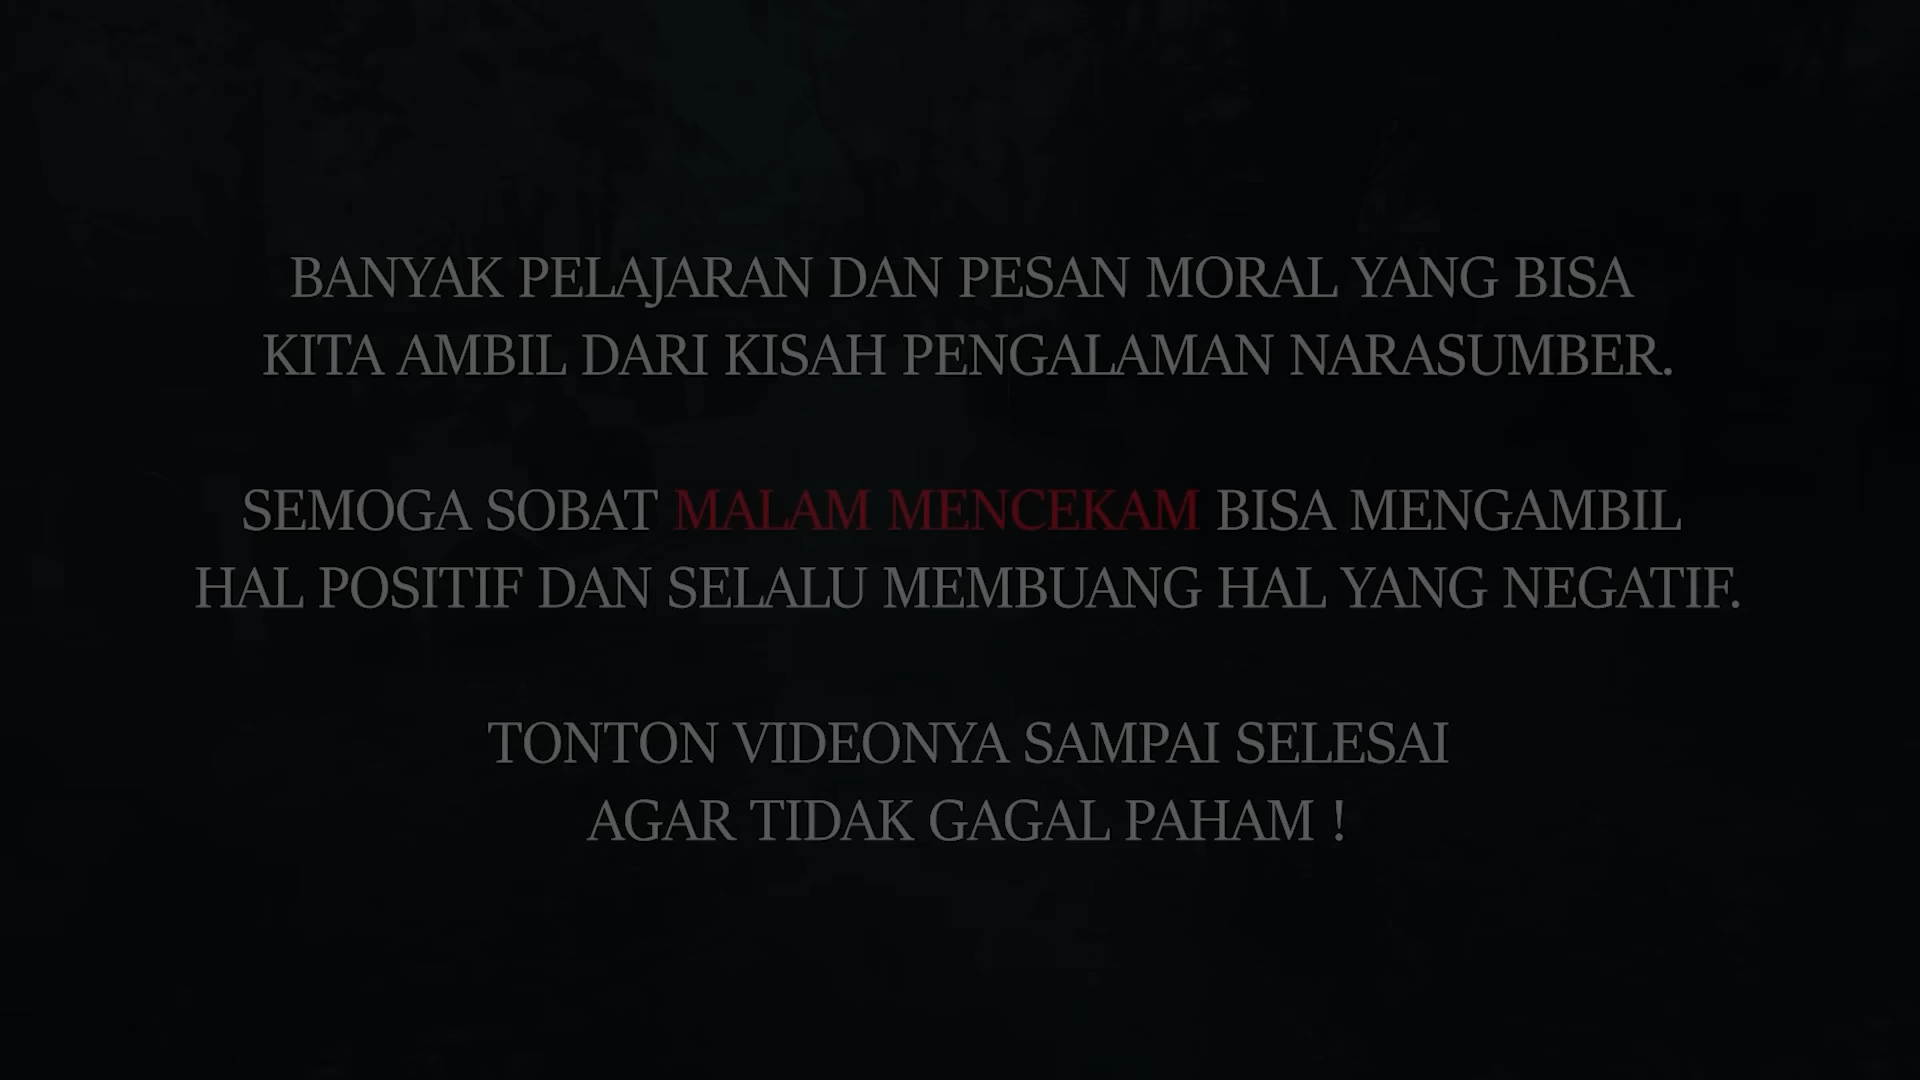 BANYAK PELAJARAN DAN PESAN MORAL YANG BISA
KITA AMBIL DARI KISAH PENGALAMAN NARASUMBER.
SEMOGA SOBAT MALAM MENCEKAM BISA MENGAMBIL
HAL POSITIF DAN SELALU MEMBUANG HAL YANG NEGATIF.
TONTON VIDEONYA SAMPAI SELESAI
AGAR TIDAK GAGAL PAHAM !